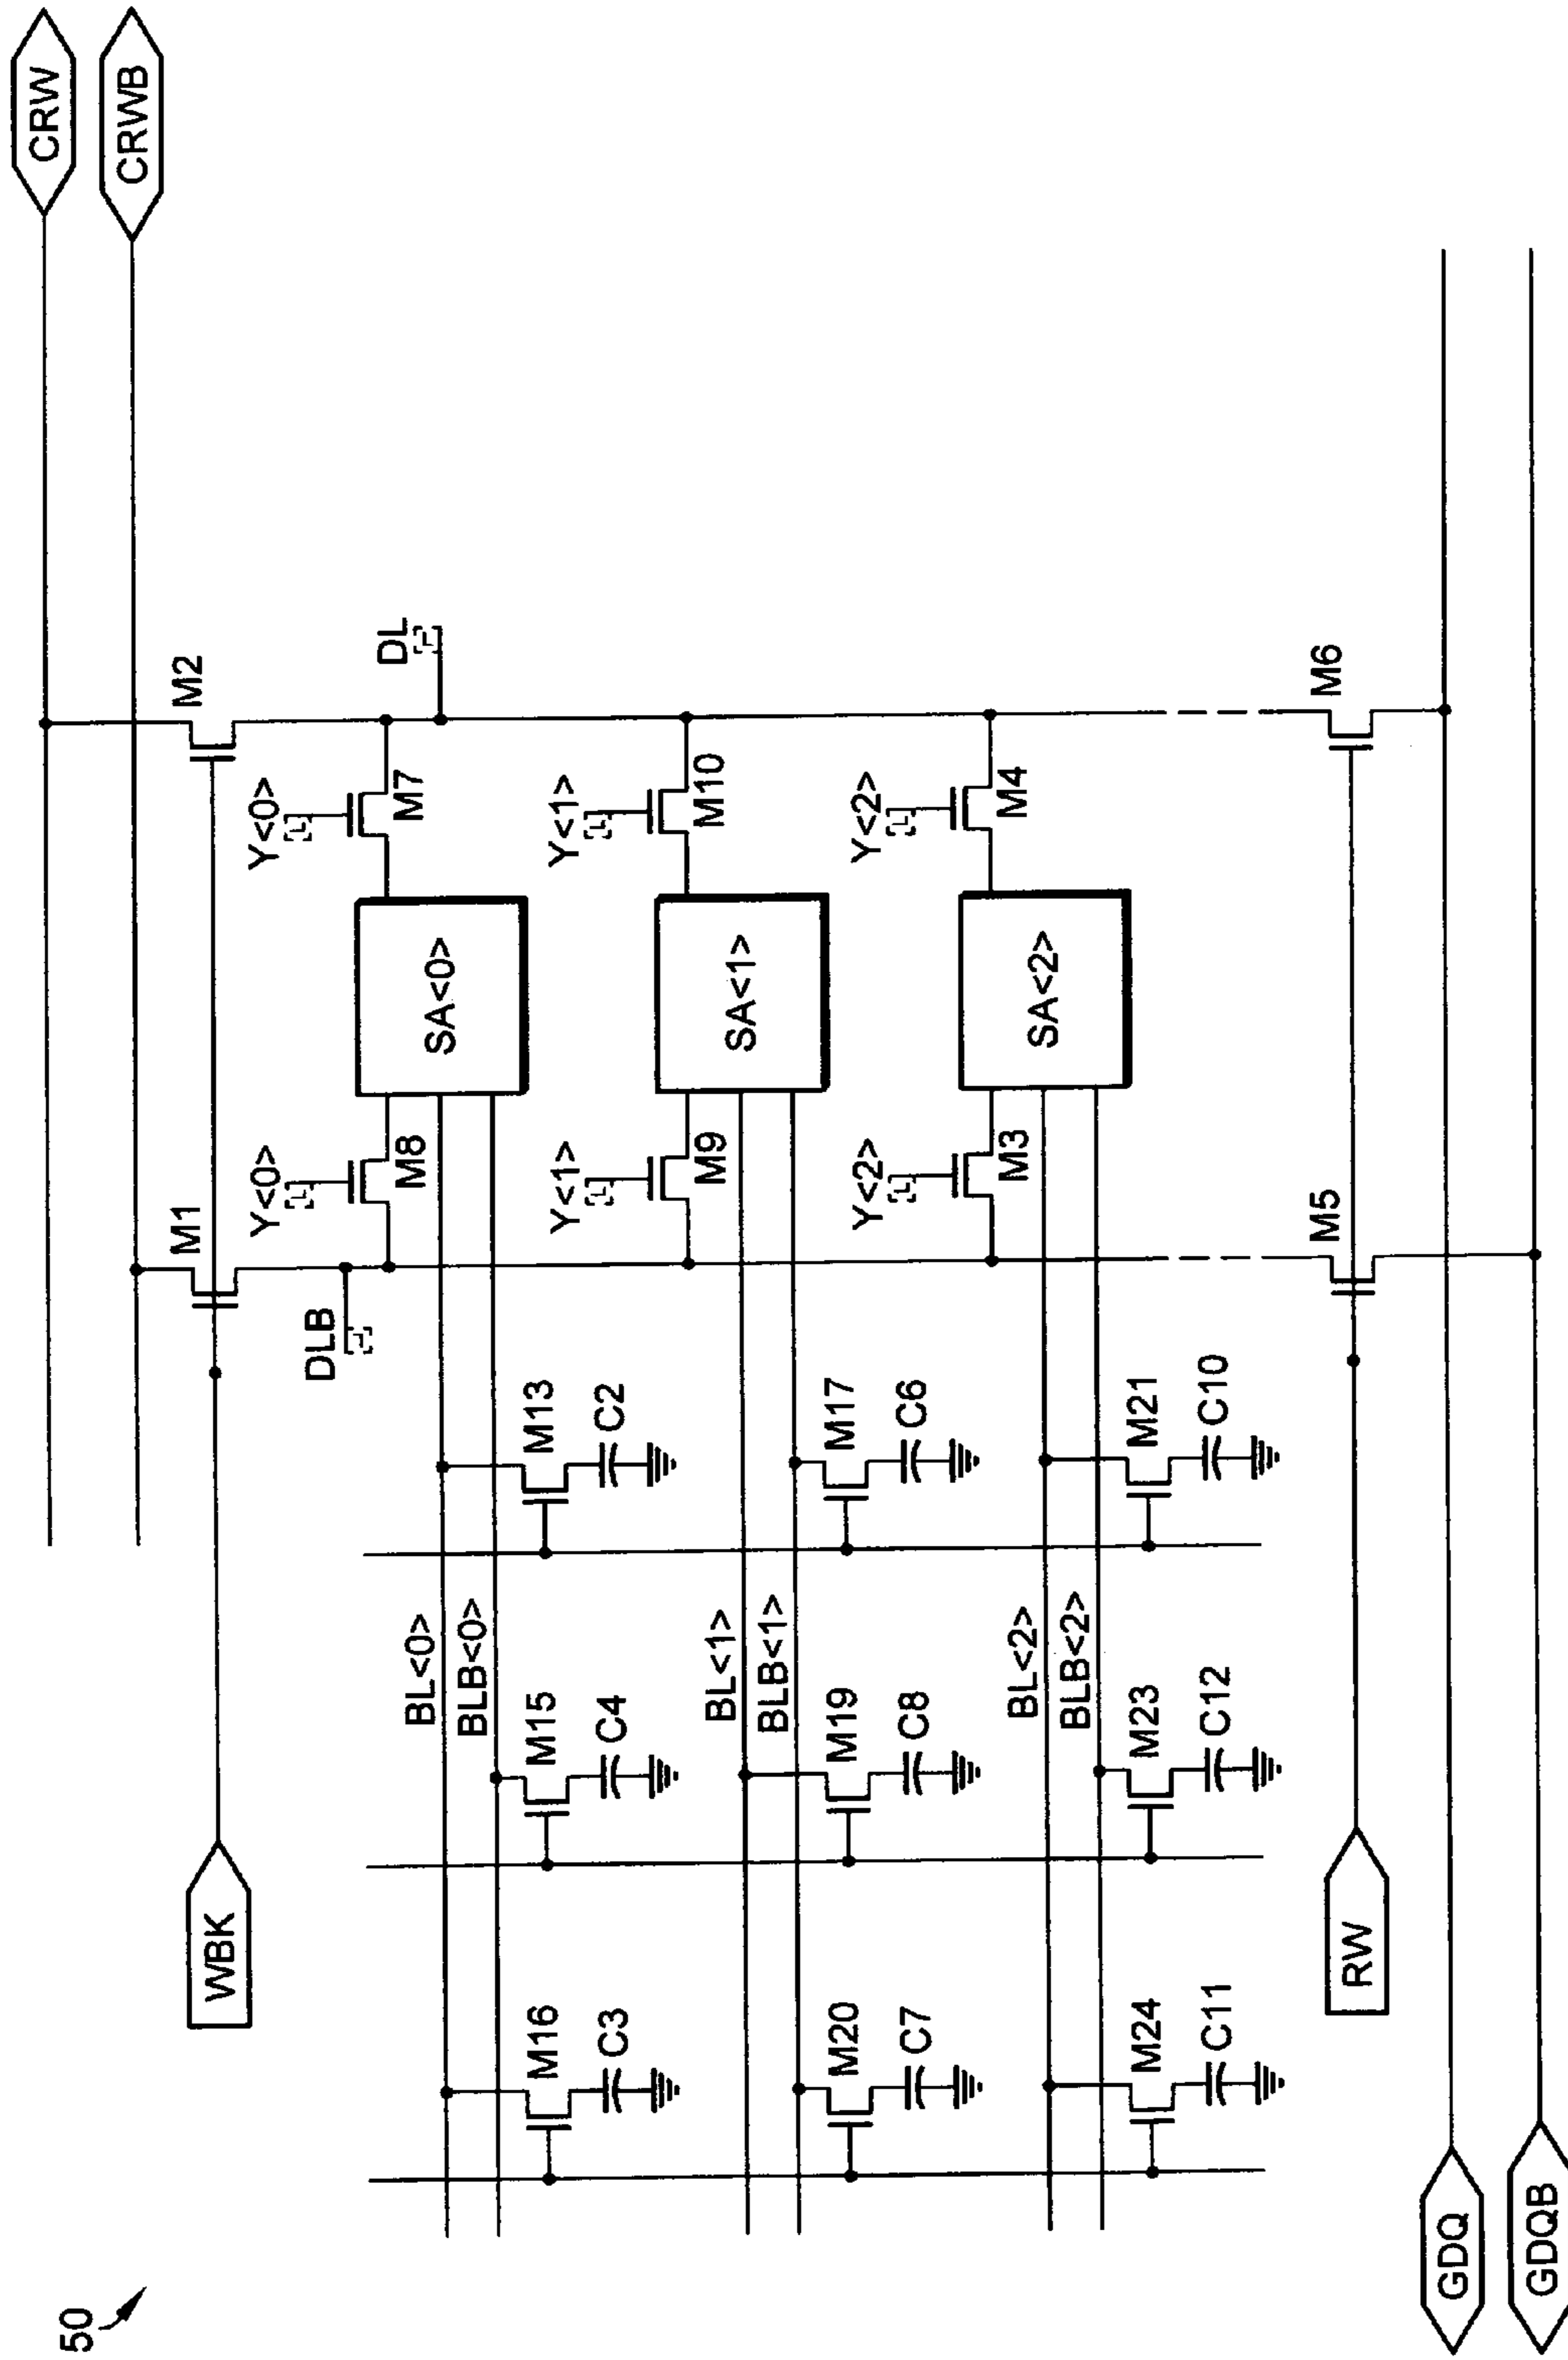 50
CRW
CRWB
WBK
M1
M2
DLB
DL
Y<0>
Y<0>
M8
M7
SA<0>
BL<0>
BLB<0>
M16
M15
M13
C3
C4
C2
Y<1>
Y<1>
M9
M10
SA<1>
BL<1>
BLB<1>
M20
M19
M17
C7
C8
C6
Y<2>
Y<2>
M3
M4
SA<2>
BL<2>
BLB<2>
M24
M23
M21
C11
C12
C10
RW
M5
M6
GDQ
GDQB